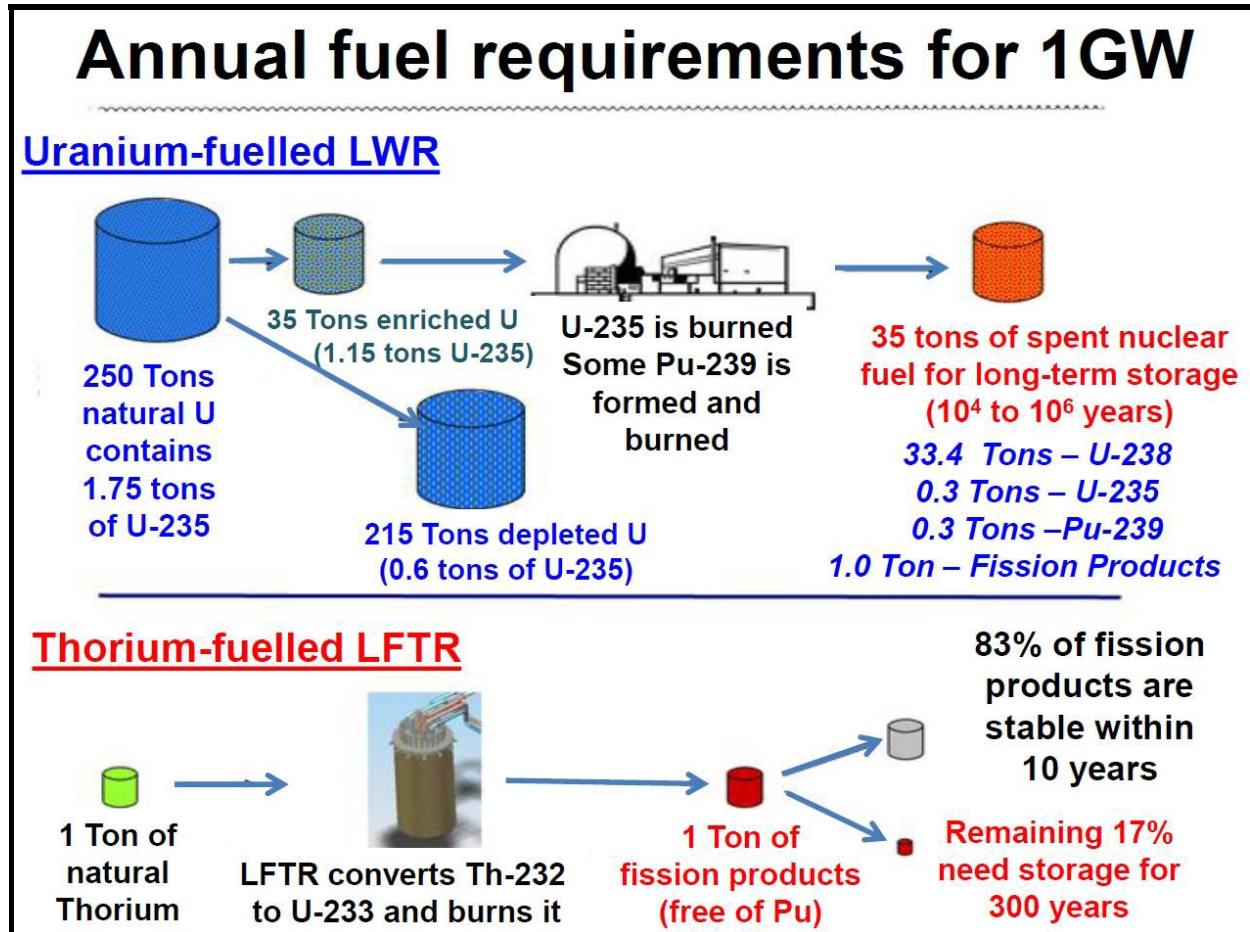 Annual fuel requirements for 1GW
Uranium-fuelled LWR
250 Tons
natural U
contains
1.75 tons
of U-235
35 Tons enriched U
(1.15 tons U-235)
215 Tons depleted U
(0.6 tons of U-235)
U-235 is burned
Some Pu-239 is
formed and
burned
35 tons of spent nuclear
fuel for long-term storage
(10⁴ to 10⁶ years)
33.4 Tons – U-238
0.3 Tons – U-235
0.3 Tons –Pu-239
1.0 Ton – Fission Products
Thorium-fuelled LFTR
1 Ton of
natural
Thorium
LFTR converts Th-232
to U-233 and burns it
1 Ton of
fission products
(free of Pu)
83% of fission
products are
stable within
10 years
Remaining 17%
need storage for
300 years